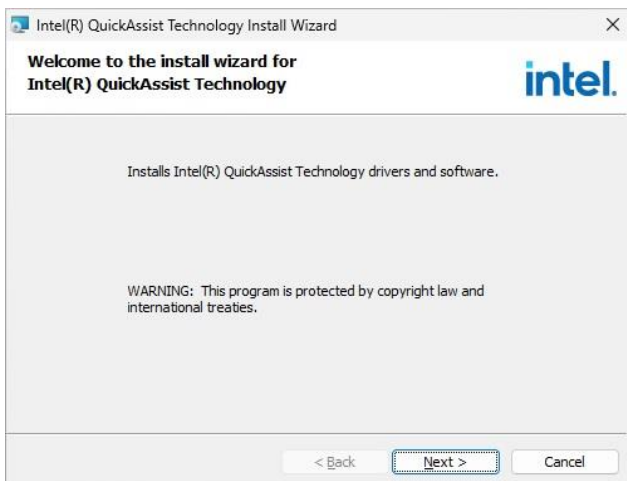 Intel(R) QuickAssist Technology Install Wizard
Welcome to the install wizard for
Intel(R) QuickAssist Technology
intel.
Installs Intel(R) QuickAssist Technology drivers and software.
WARNING: This program is protected by copyright law and
international treaties.
< Back
Next >
Cancel